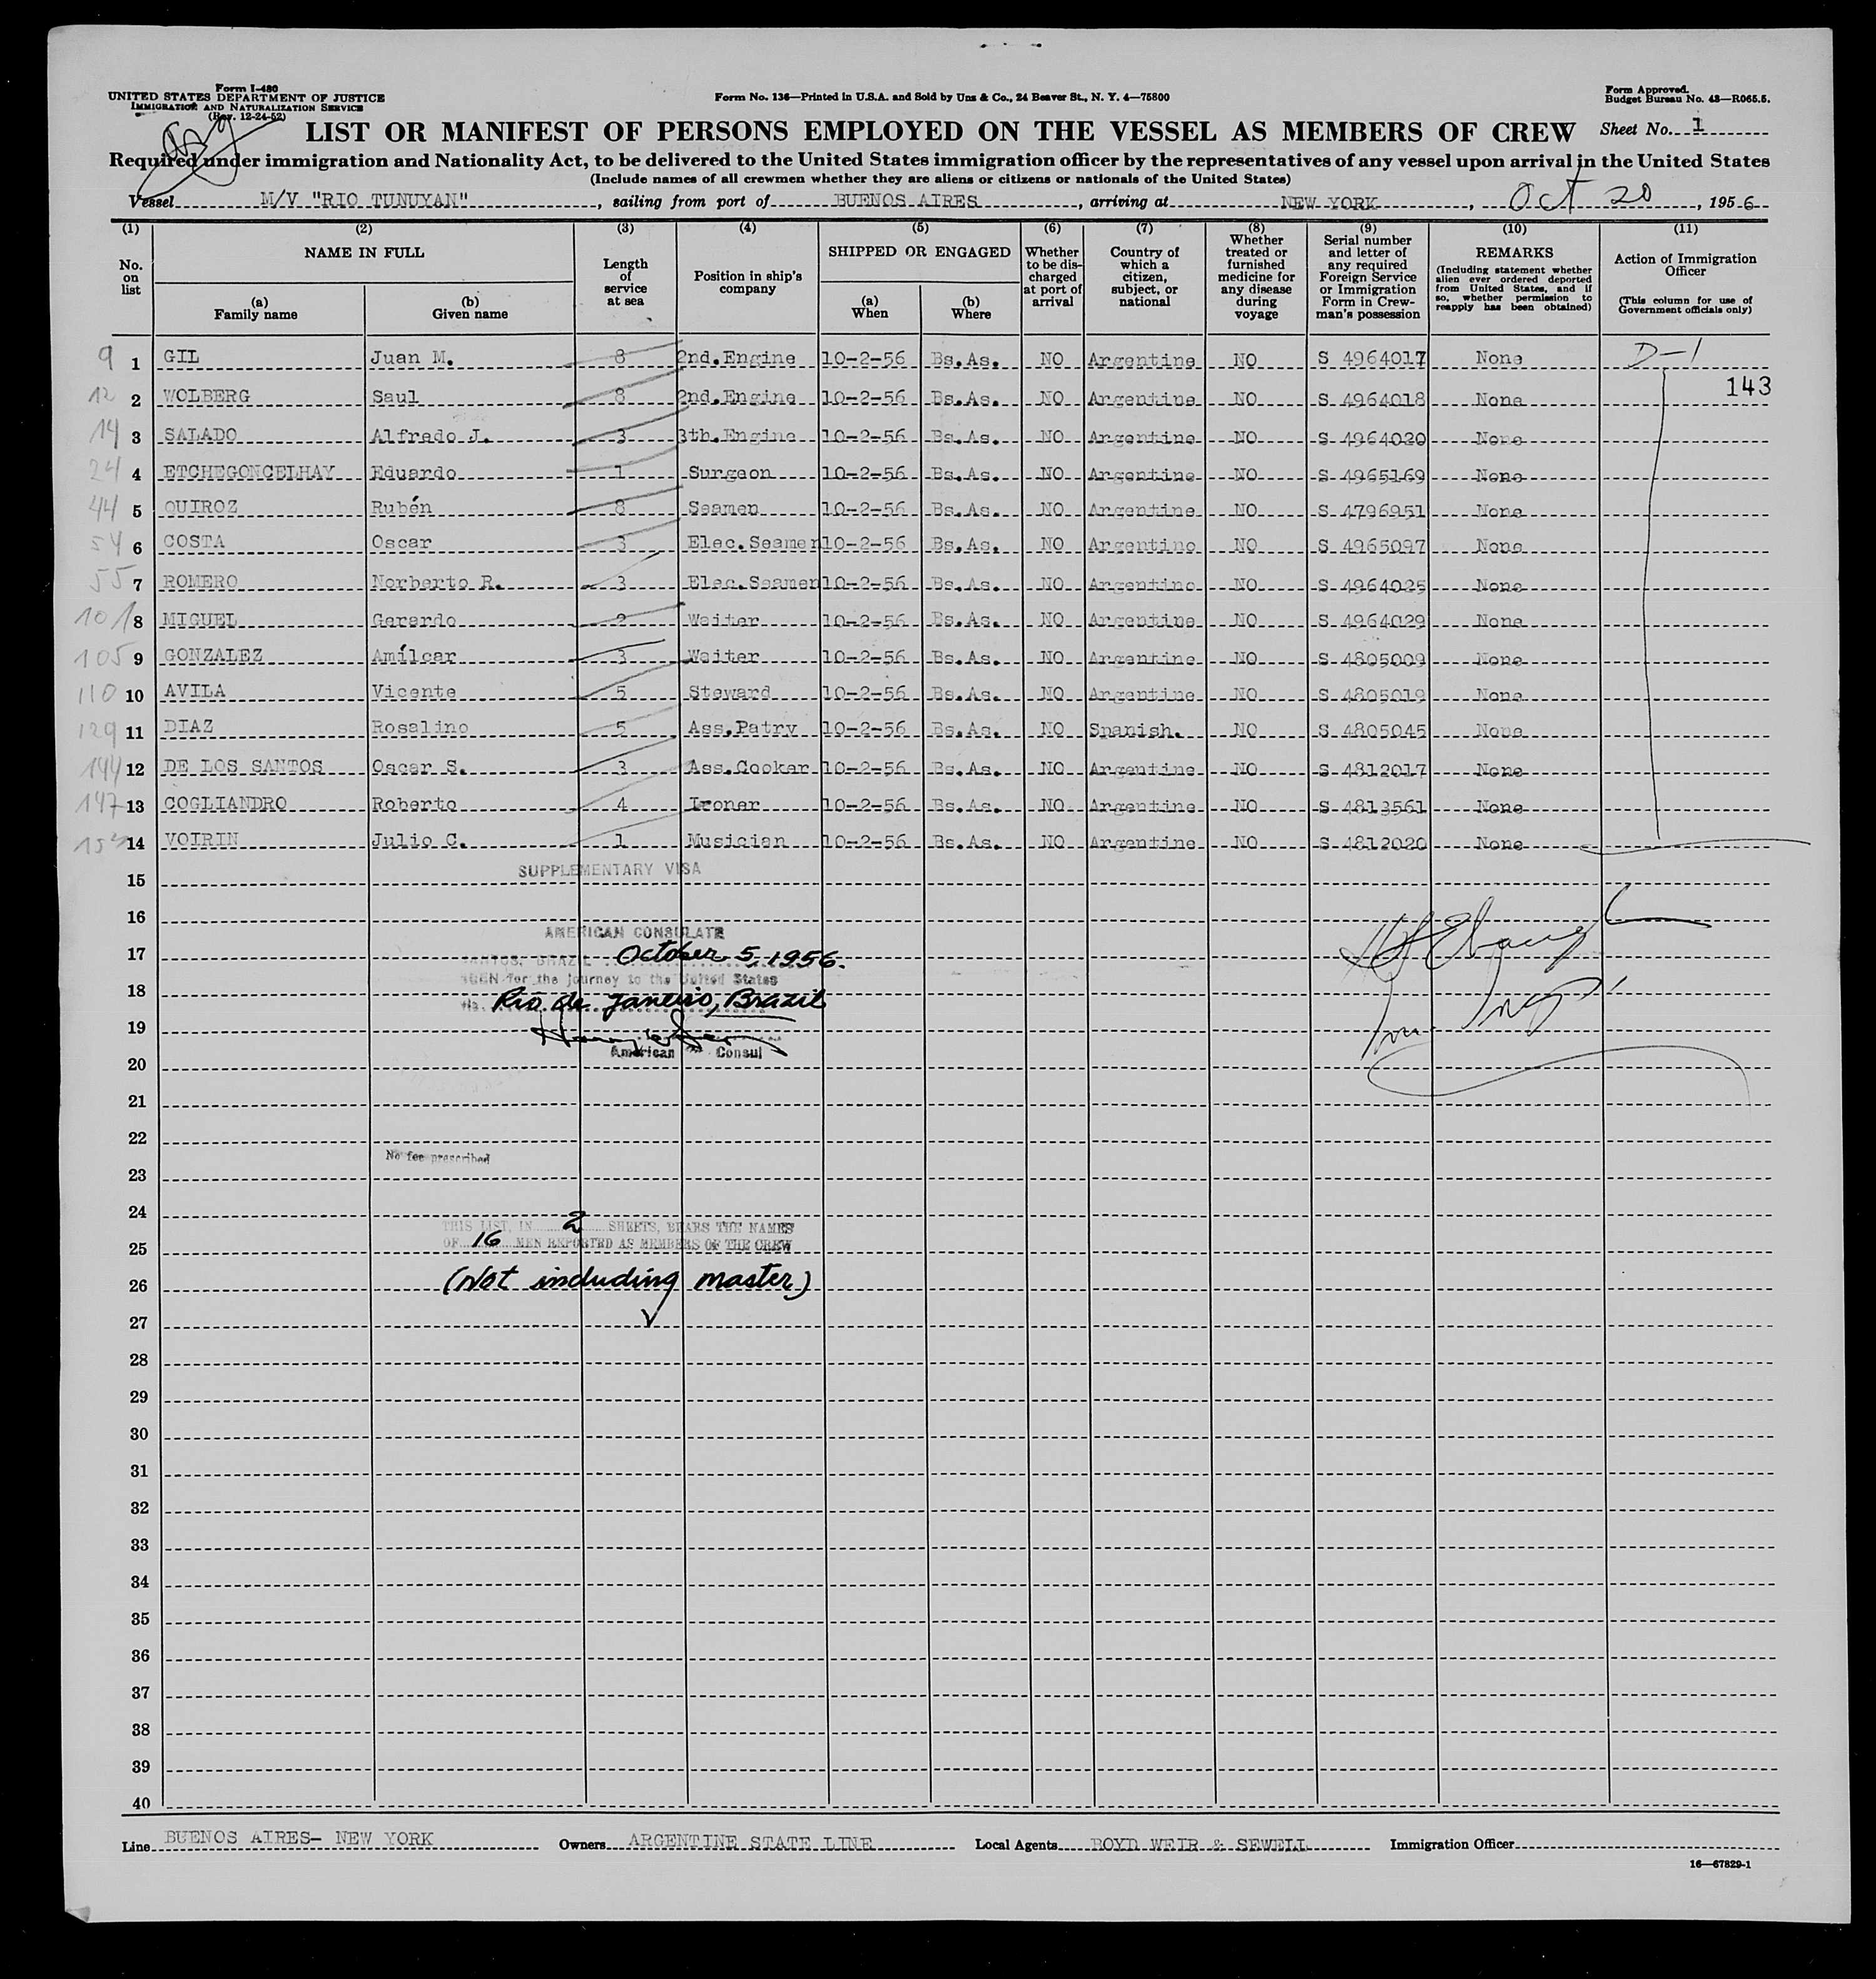 Form I-480
UNITED STATES DEPARTMENT OF JUSTICE
IMMIGRATION AND NATURALIZATION SERVICE
(Rev. 12-24-52)
Form No. 136—Printed in U.S.A. and Sold by Unz & Co., 24 Beaver St., N. Y. 4—75800
Form Approved.
Budget Bureau No. 43—R065.5.
LIST OR MANIFEST OF PERSONS EMPLOYED ON THE VESSEL AS MEMBERS OF CREW Sheet No. 1
Required under immigration and Nationality Act, to be delivered to the United States immigration officer by the representatives of any vessel upon arrival in the United States
(Include names of all crewmen whether they are aliens or citizens or nationals of the United States)
Vessel M/V "RIO TUNUYAN", sailing from port of BUENOS AIRES, arriving at NEW YORK, Oct 20, 1956
(1) No. on list
(2) NAME IN FULL
(a) Family name
(b) Given name
(3) Length of service at sea
(4) Position in ship's company
(5) SHIPPED OR ENGAGED
(a) When
(b) Where
(6) Whether to be discharged at port of arrival
(7) Country of which a citizen, subject, or national
(8) Whether treated or furnished medicine for any disease during voyage
(9) Serial number and letter of any required Foreign Service or Immigration Form in Crewman's possession
(10) REMARKS (Including statement whether alien ever ordered deported from United States, and if so, whether permission to reapply has been obtained)
(11) Action of Immigration Officer (This column for use of Government officials only)
9 1 GIL Juan M. 8 2nd.Engine 10-2-56 Bs.As. NO Argentine NO S 4964017 None D-1
143
12 2 WOLBERG Saul 8 2nd.Engine 10-2-56 Bs.As. NO Argentine NO S 4964018 None
14 3 SALADO Alfredo J. 3 3th.Engine 10-2-56 Bs.As. NO Argentine NO S 4964020 None
24 4 ETCHEGONCELHAY Eduardo 1 Surgeon 10-2-56 Bs.As. NO Argentine NO S 4965169 None
44 5 QUIROZ Rubén 8 Seamen 10-2-56 Bs.As. NO Argentine NO S 4796951 None
54 6 COSTA Oscar 3 Elec.Seamen 10-2-56 Bs.As. NO Argentine NO S 4965097 None
55 7 ROMERO Norberto R. 3 Elec.Seamen 10-2-56 Bs.As. NO Argentine NO S 4964025 None
101 8 MIGUEL Gerardo Waiter 10-2-56 Bs.As. NO Argentine NO S 4964029 None
105 9 GONZALEZ Amílcar 3 Waiter 10-2-56 Bs.As. NO Argentine NO S 4805009 None
110 10 AVILA Vicente 5 Steward 10-2-56 Bs.As. NO Argentine NO S 4805019 None
129 11 DIAZ Rosalino 5 Ass.Patry 10-2-56 Bs.As. NO Spanish. NO S 4805045 None
144 12 DE LOS SANTOS Oscar S. 3 Ass.Cooker 10-2-56 Bs.As. NO Argentine NO S 4812017 None
147 13 COGLIANDRO Roberto 4 Ironer 10-2-56 Bs.As. NO Argentine NO S 4813561 None
14 VOIRIN Julio C. 1 Musician 10-2-56 Bs.As. NO Argentine NO S 4812020 None
15 SUPPLEMENTARY VISA
16
AMERICAN CONSULATE
17 SANTOS, BRAZIL October 5, 1956.
SEEN for the journey to the United States
18 via Rio de Janeiro, Brazil
19
American Consul
20
21
22
No fee prescribed
23
24
THIS LIST, IN 2 SHEETS, BEARS THE NAMES
25 OF 16 MEN REPORTED AS MEMBERS OF THE CREW
26 (Not including master)
27
28
29
30
31
32
33
34
35
36
37
38
39
40
Line BUENOS AIRES- NEW YORK Owners ARGENTINE STATE LINE Local Agents BOYD WEIR & SEWELL Immigration Officer
16—67829-1